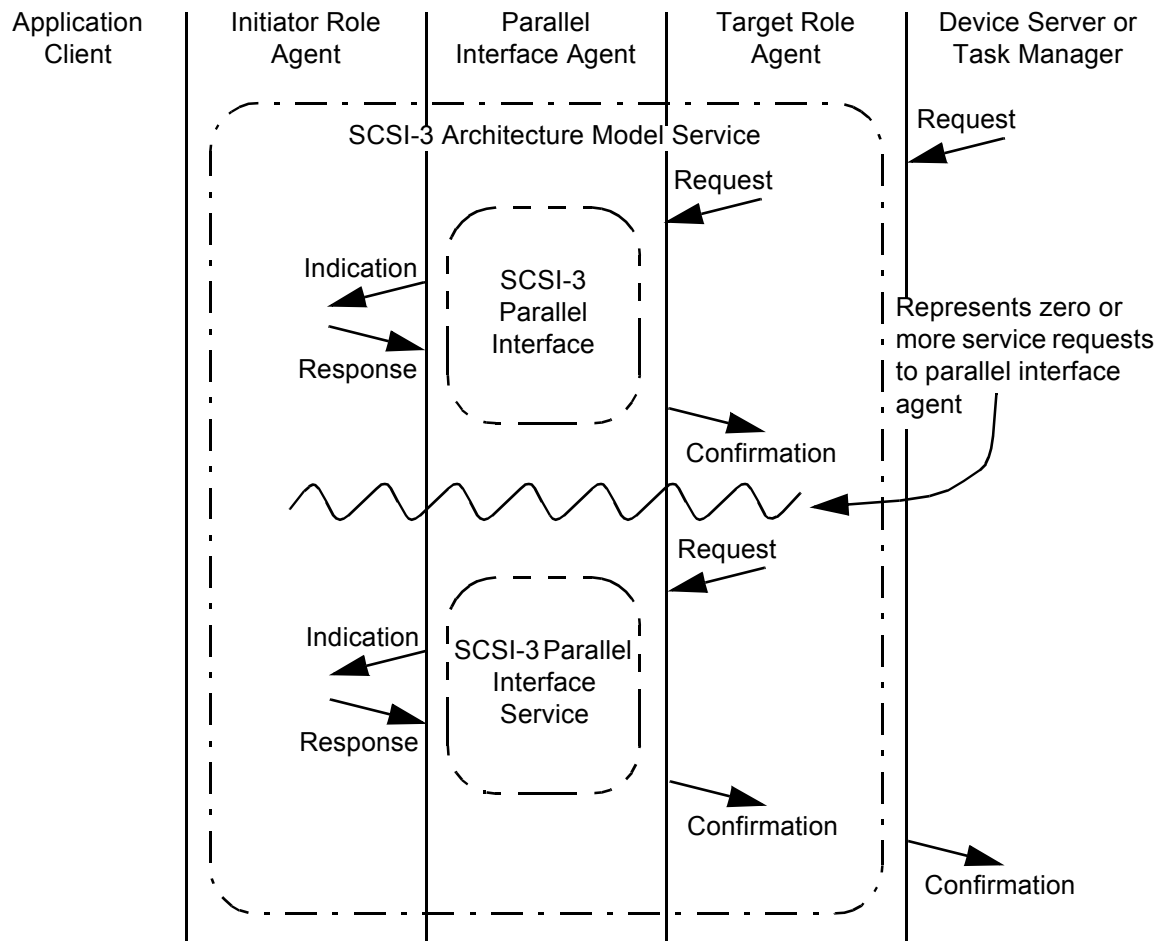 Application
Client
Initiator Role
Agent
Parallel
Interface Agent
Target Role
Agent
Device Server or
Task Manager
SCSI-3 Architecture Model Service
Request
Request
Indication
SCSI-3
Parallel
Interface
Response
Confirmation
Represents zero or
more service requests
to parallel interface
agent
Request
Indication
SCSI-3 Parallel
Interface
Service
Response
Confirmation
Confirmation